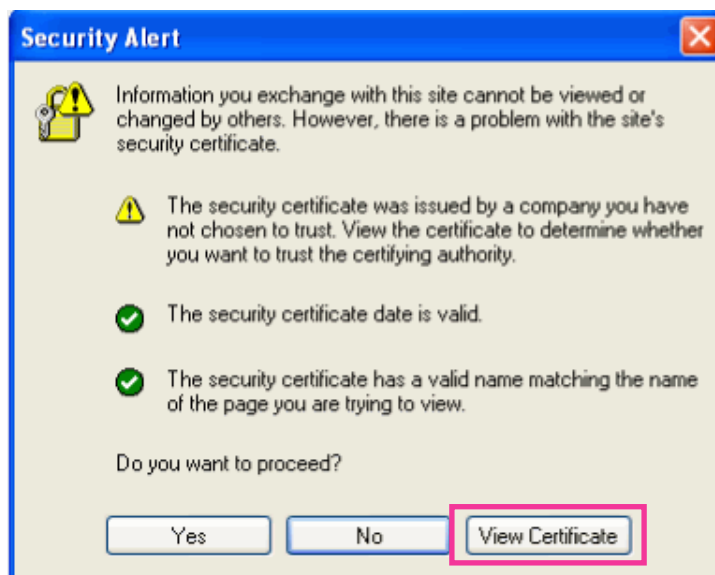 Security Alert
Information you exchange with this site cannot be viewed or
changed by others. However, there is a problem with the site's
security certificate.
The security certificate was issued by a company you have
not chosen to trust. View the certificate to determine whether
you want to trust the certifying authority.
The security certificate date is valid.
The security certificate has a valid name matching the name
of the page you are trying to view.
Do you want to proceed?
Yes No View Certificate